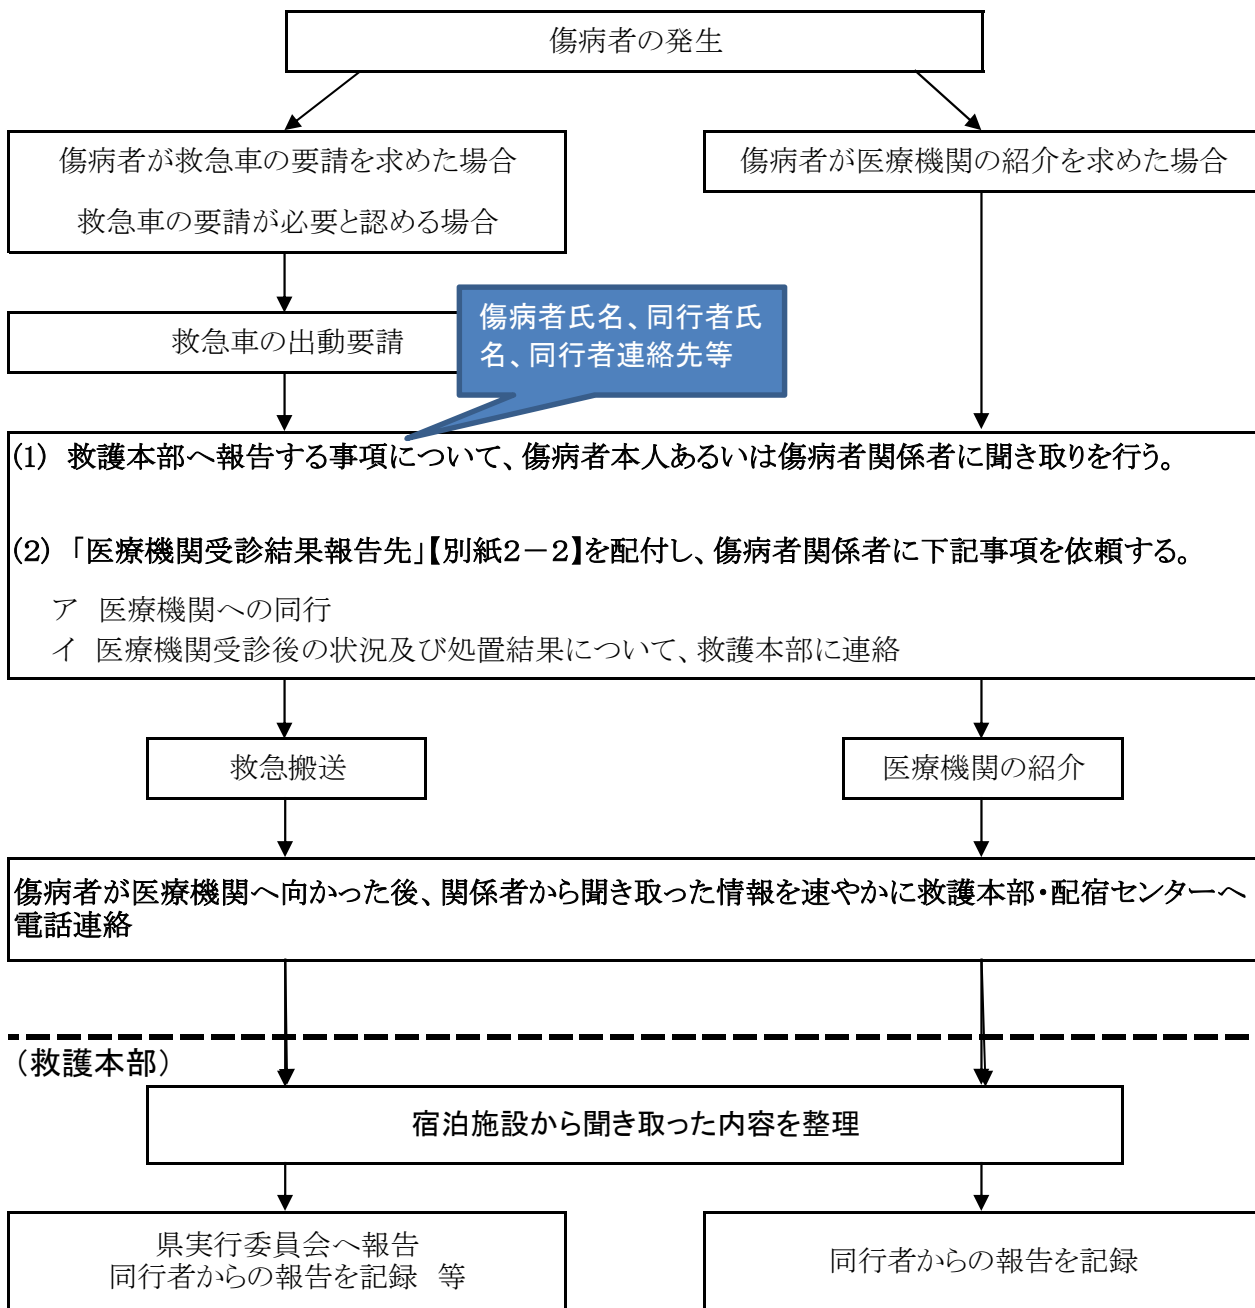 傷病者の発生
傷病者が救急車の要請を求めた場合
救急車の要請が必要と認める場合
傷病者が医療機関の紹介を求めた場合
救急車の出動要請
傷病者氏名、同行者氏
名、同行者連絡先等
(1) 救護本部へ報告する事項について、傷病者本人あるいは傷病者関係者に聞き取りを行う。
(2) 「医療機関受診結果報告先」【別紙2－2】を配付し、傷病者関係者に下記事項を依頼する。
ア 医療機関への同行
イ 医療機関受診後の状況及び処置結果について、救護本部に連絡
救急搬送
医療機関の紹介
傷病者が医療機関へ向かった後、関係者から聞き取った情報を速やかに救護本部・配宿センターへ
電話連絡
（救護本部）
宿泊施設から聞き取った内容を整理
県実行委員会へ報告
同行者からの報告を記録 等
同行者からの報告を記録